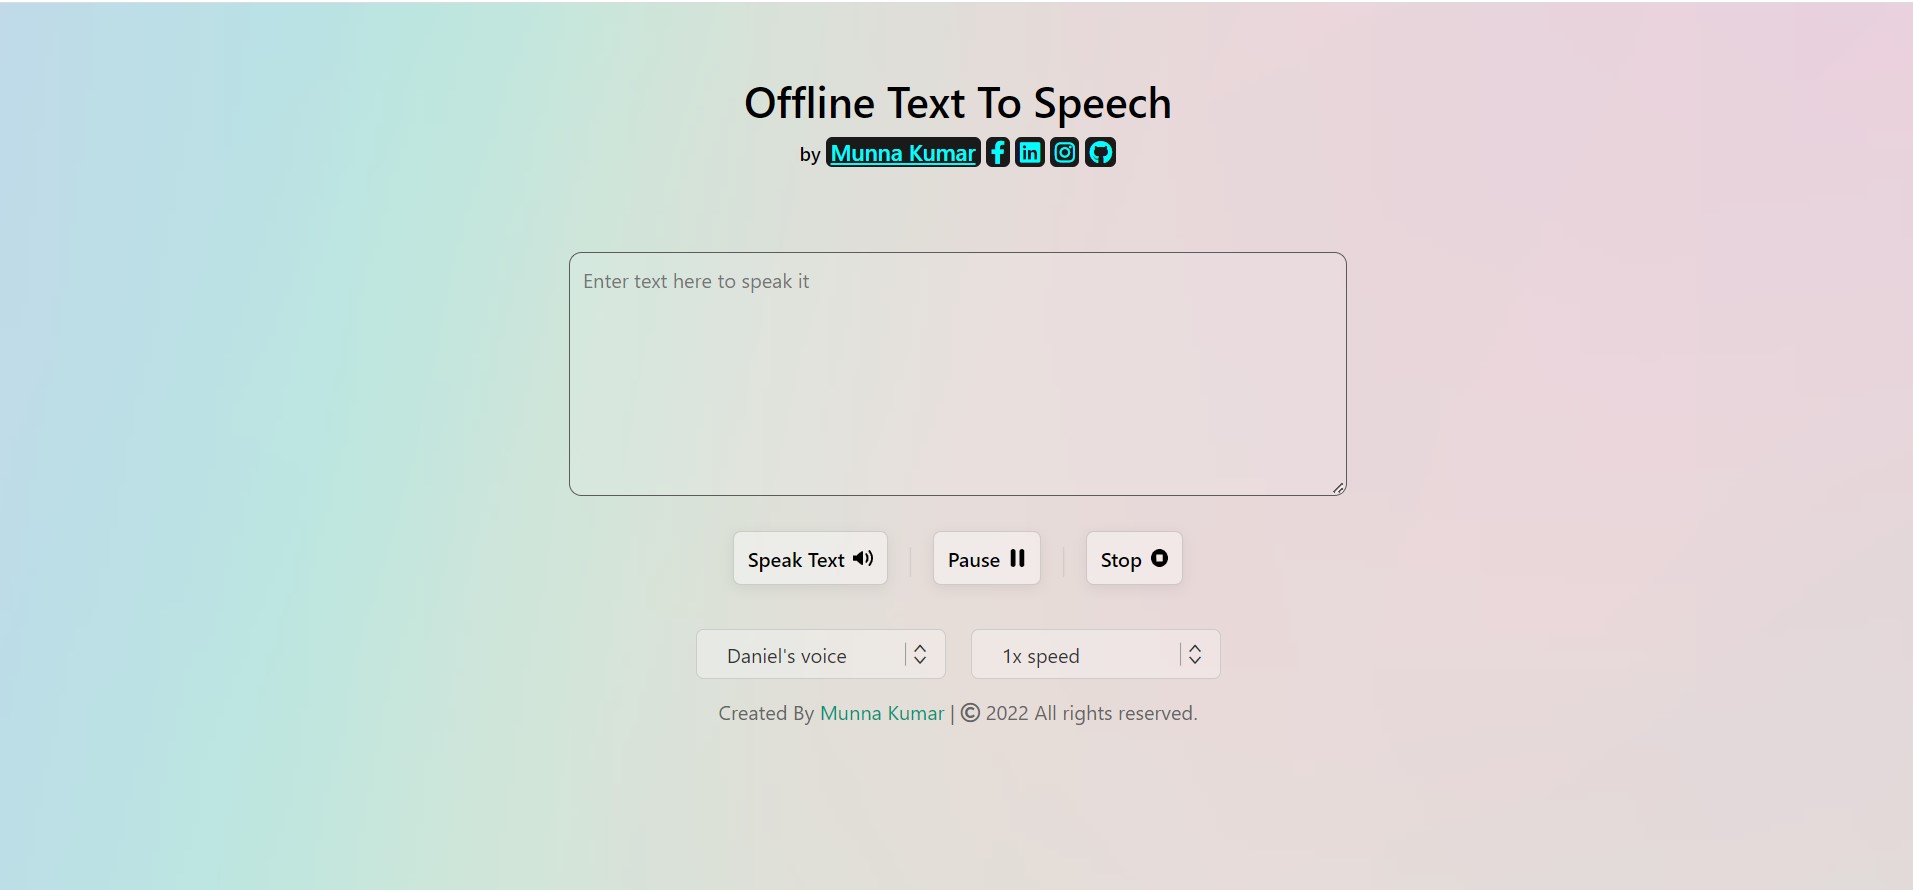 Offline Text To Speech
by Munna Kumar
Enter text here to speak it
Speak Text Pause Stop
Daniel's voice 1x speed
Created By Munna Kumar | © 2022 All rights reserved.